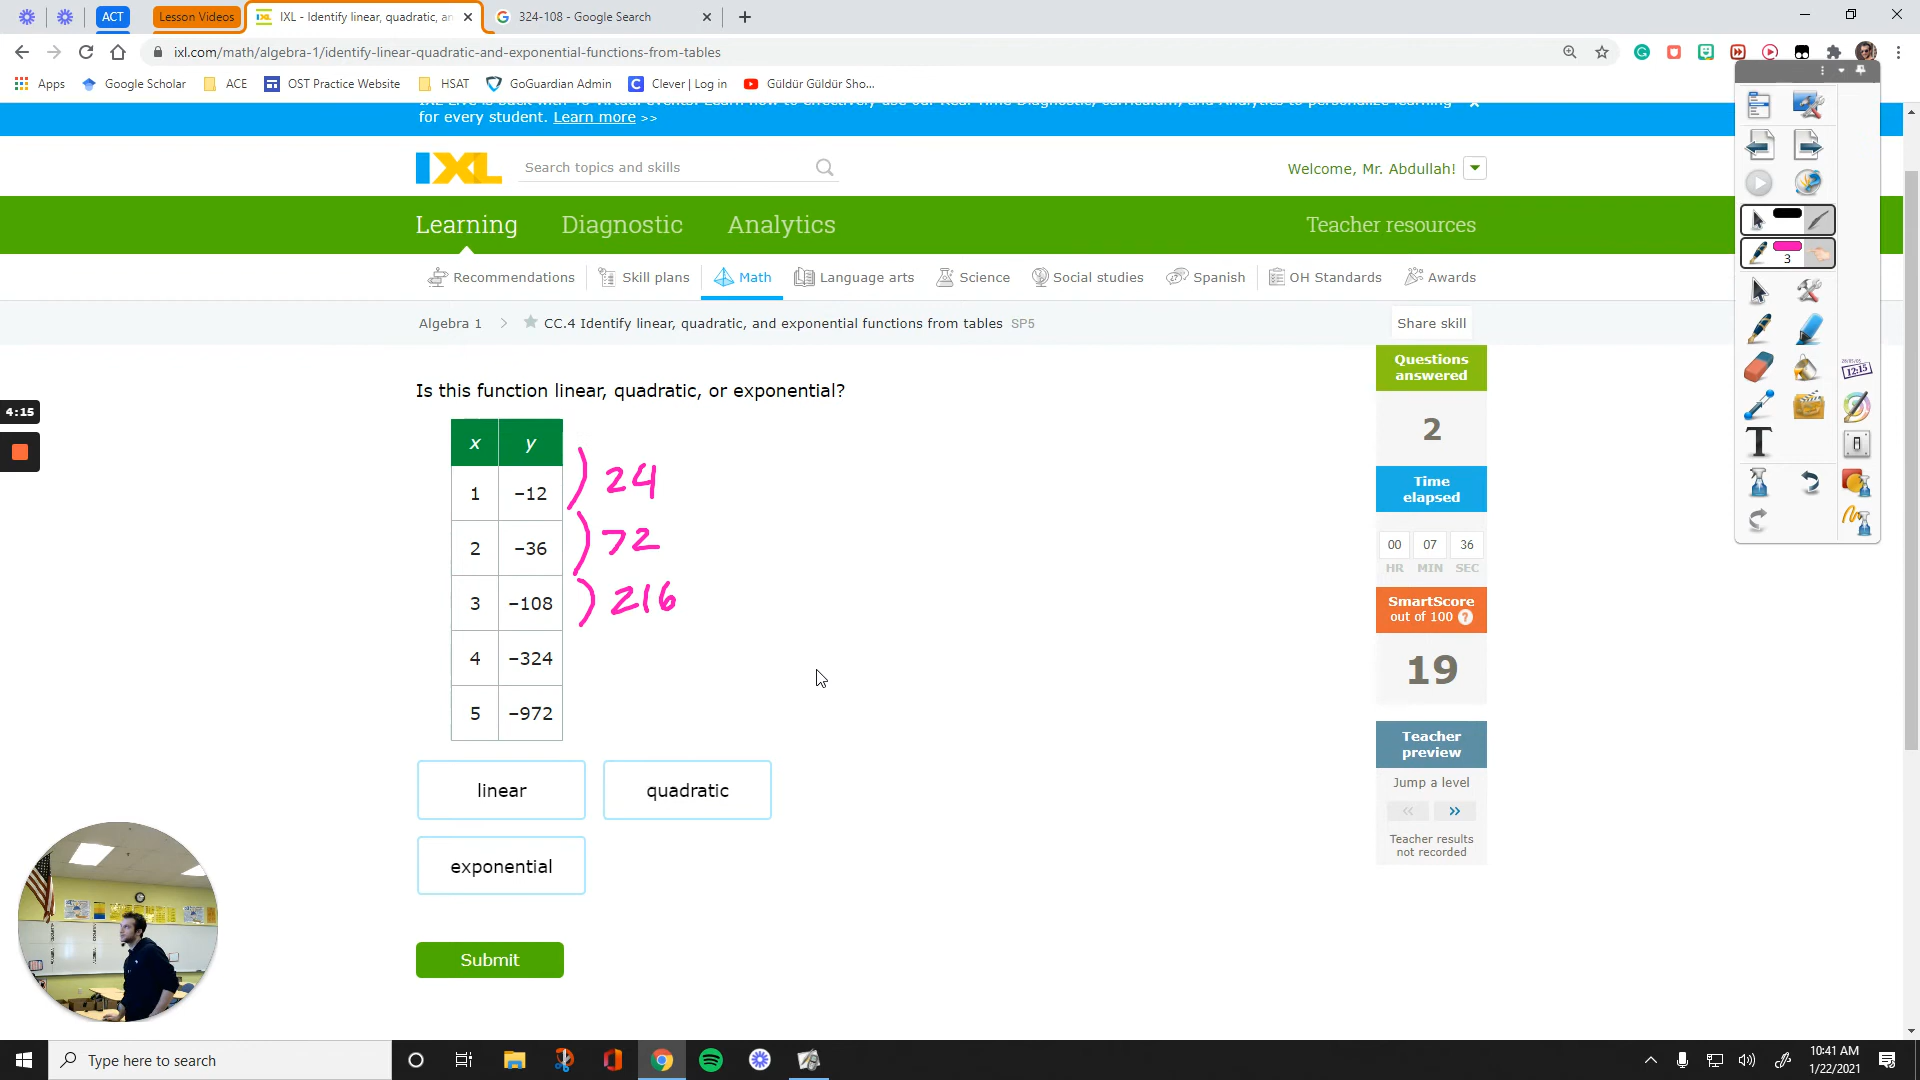 ACT
Lesson Videos
IXL - Identify linear, quadratic, an
324-108 - Google Search
ixl.com/math/algebra-1/identify-linear-quadratic-and-exponential-functions-from-tables
Apps
Google Scholar
ACE
OST Practice Website
HSAT
GoGuardian Admin
Clever | Log in
Güldür Güldür Sho...
for every student. Learn more >>
IXL
Search topics and skills
Welcome, Mr. Abdullah!
Learning
Diagnostic
Analytics
Teacher resources
Recommendations
Skill plans
Math
Language arts
Science
Social studies
Spanish
OH Standards
Awards
Algebra 1 > CC.4 Identify linear, quadratic, and exponential functions from tables SP5
Share skill
Is this function linear, quadratic, or exponential?
x y
1 –12
2 –36
3 –108
4 –324
5 –972
24
72
216
linear
quadratic
exponential
Submit
Questions
answered
2
Time
elapsed
00 07 36
HR MIN SEC
SmartScore
out of 100 ?
19
Teacher
preview
Jump a level
<< >>
Teacher results
not recorded
4:15
3
12:15
T
Type here to search
10:41 AM
1/22/2021